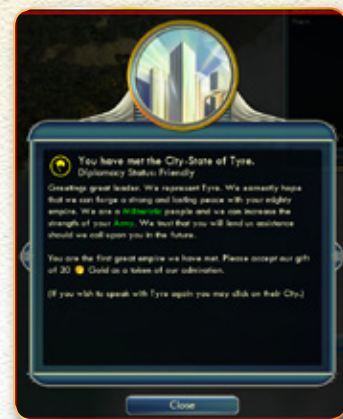 You have met the City-State of Tyre.
Diplomacy Status: Friendly
Greetings great leader. We represent Tyre. We earnestly hope
that we can forge a strong and lasting peace with your mighty
empire. We are a Militaristic people and we can increase the
strength of your Army. We trust that you will lend us assistance
should we call upon you in the future.
You are the first great empire we have met. Please accept our gift
of 30 Gold as a token of our admiration.
(If you wish to speak with Tyre again you may click on their City.)
Close